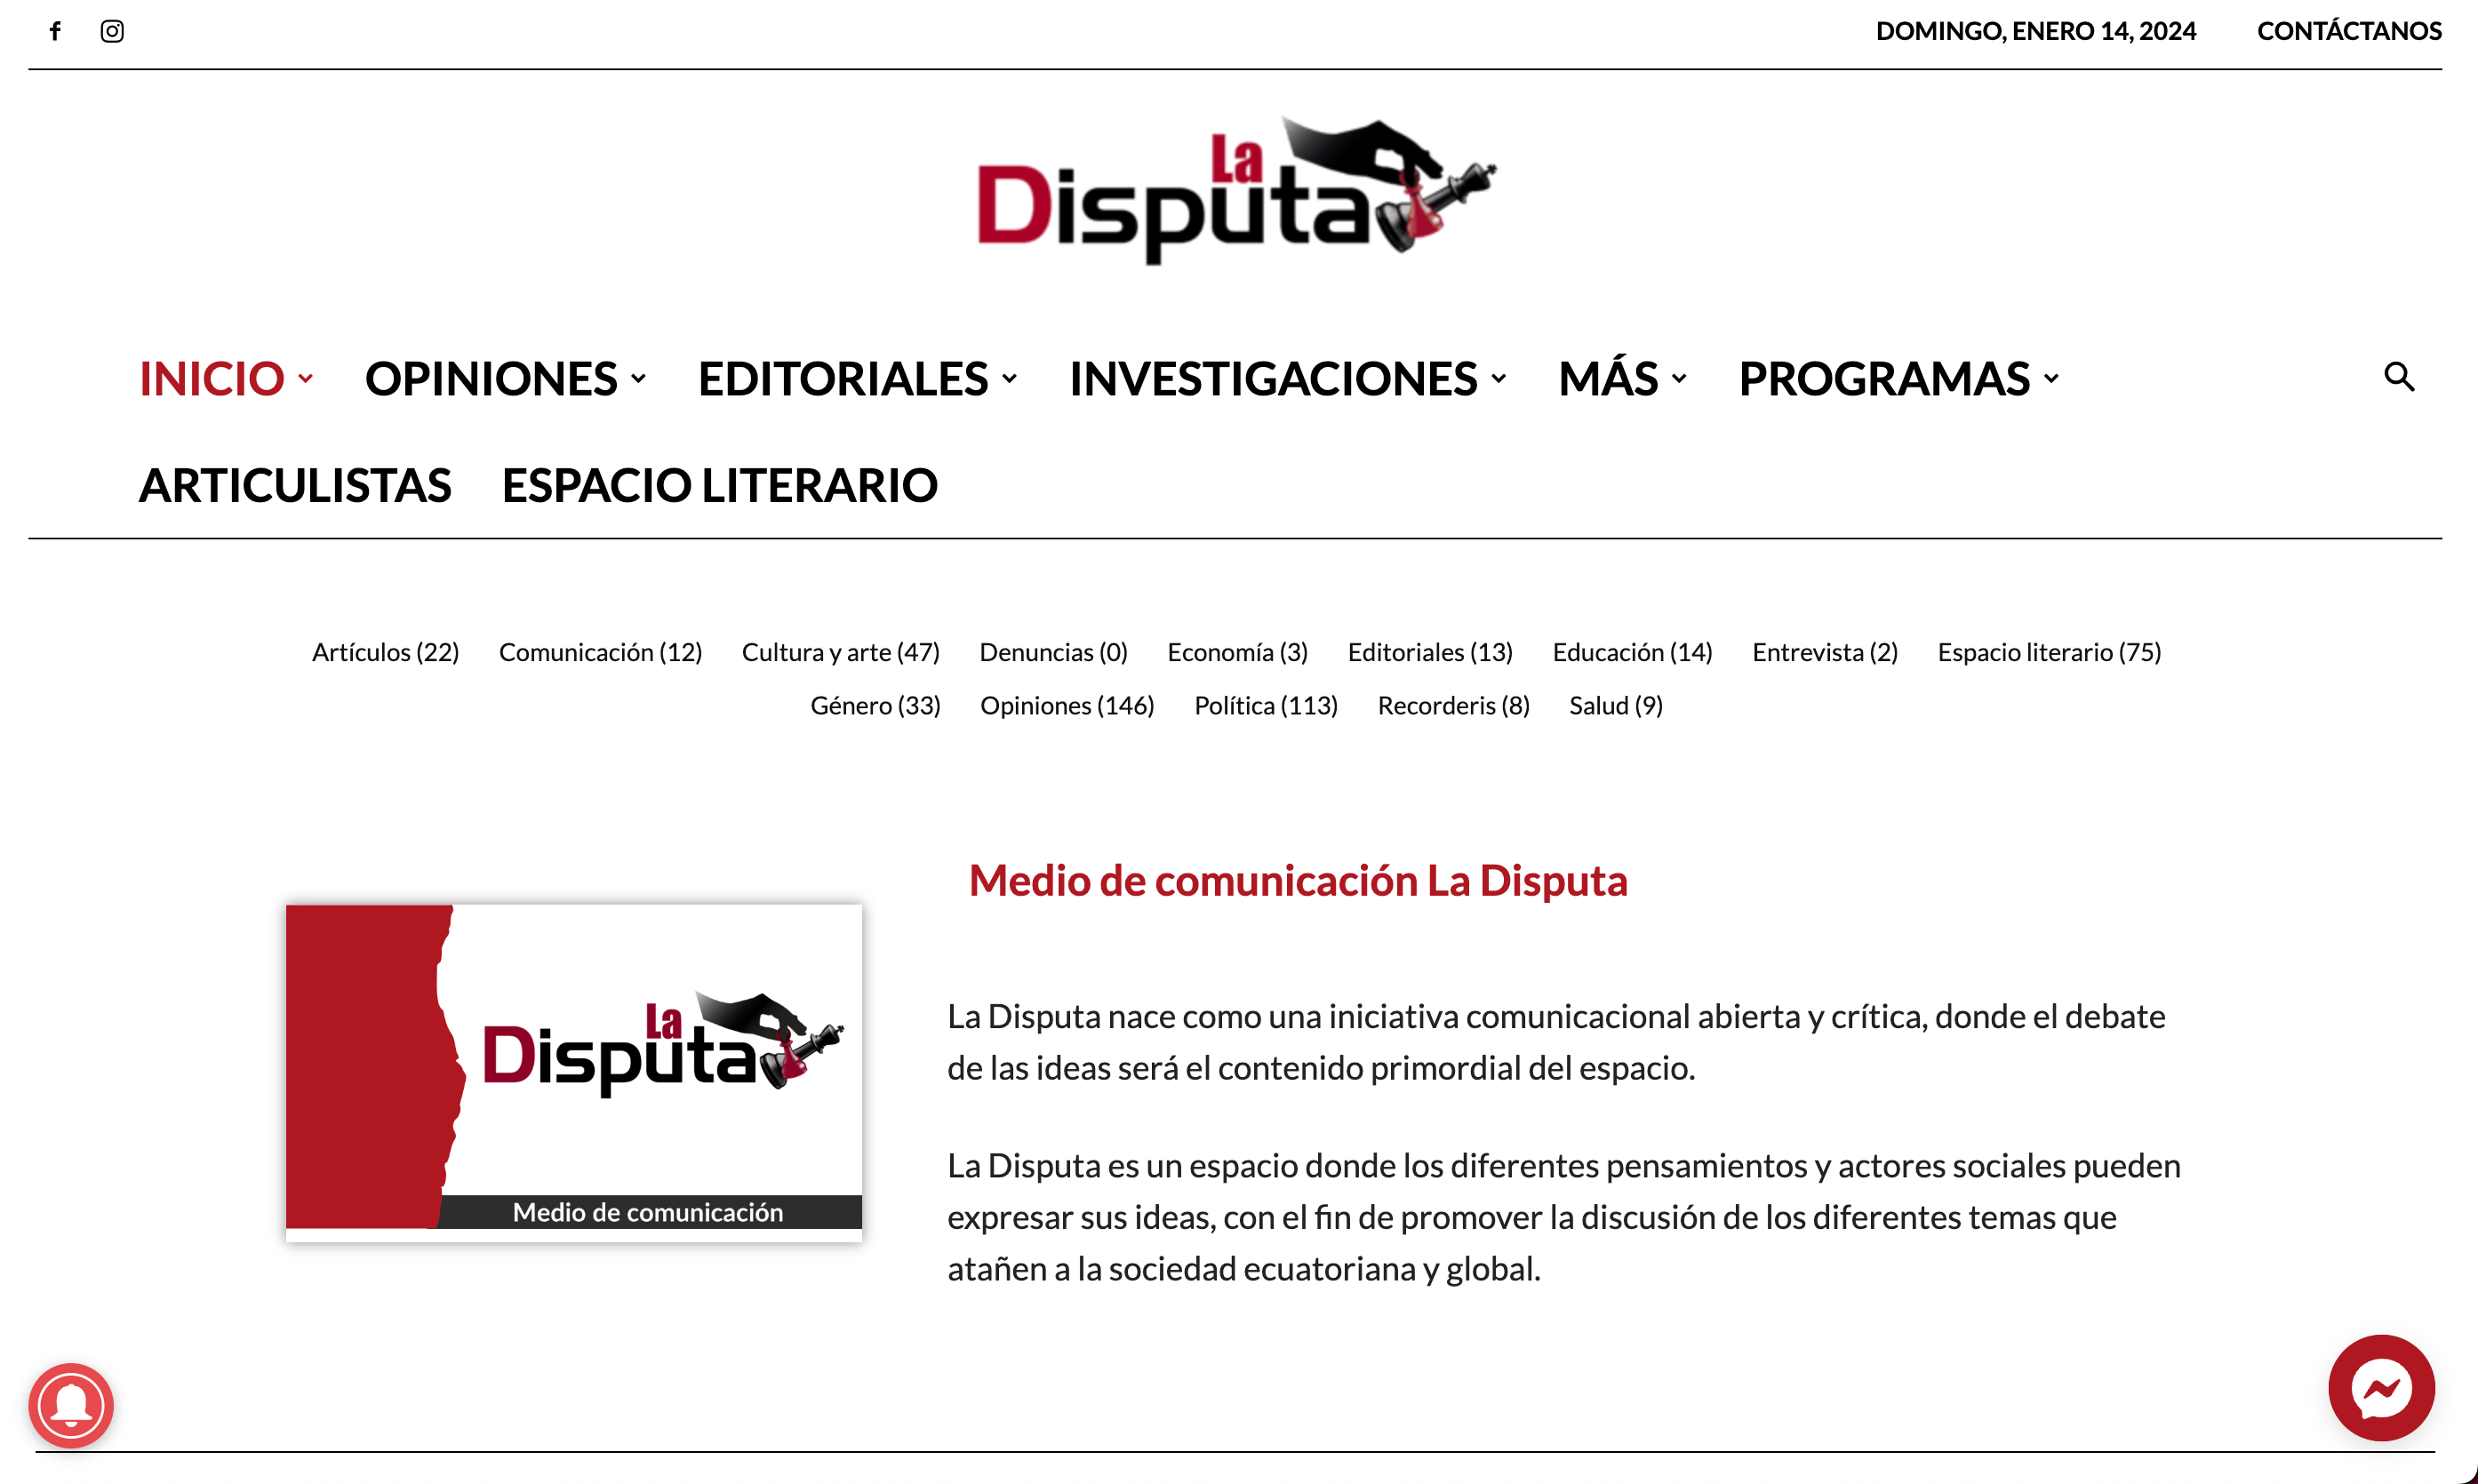 DOMINGO, ENERO 14, 2024 CONTÁCTANOS
La Disputa
INICIO OPINIONES EDITORIALES INVESTIGACIONES MÁS PROGRAMAS
ARTICULISTAS ESPACIO LITERARIO
Artículos (22) Comunicación (12) Cultura y arte (47) Denuncias (0) Economía (3) Editoriales (13) Educación (14) Entrevista (2) Espacio literario (75)
Género (33) Opiniones (146) Política (113) Recorderis (8) Salud (9)
La Disputa
Medio de comunicación
Medio de comunicación La Disputa
La Disputa nace como una iniciativa comunicacional abierta y crítica, donde el debate
de las ideas será el contenido primordial del espacio.
La Disputa es un espacio donde los diferentes pensamientos y actores sociales pueden
expresar sus ideas, con el fin de promover la discusión de los diferentes temas que
atañen a la sociedad ecuatoriana y global.